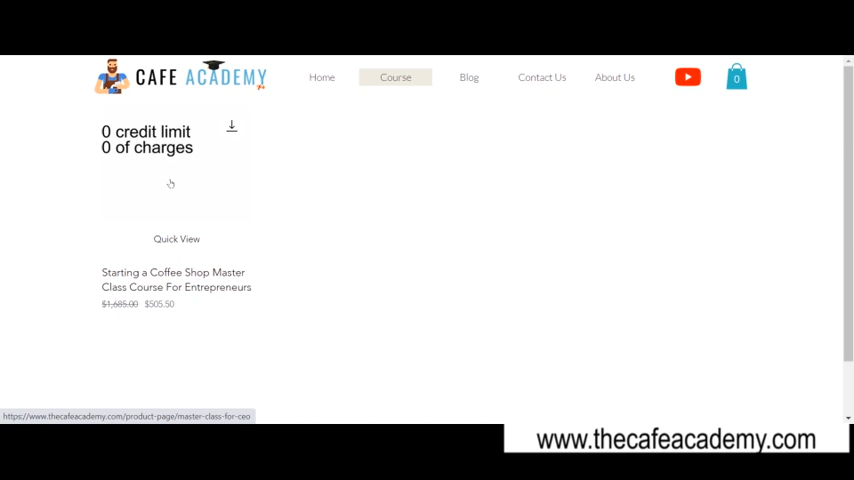 CAFE ACADEMY
Home
Course
Blog
Contact Us
About Us
0
0 credit limit
0 of charges
Quick View
Starting a Coffee Shop Master
Class Course For Entrepreneurs
$1,685.00 $505.50
https://www.thecafeacademy.com/product-page/master-class-for-ceo
www.thecafeacademy.com